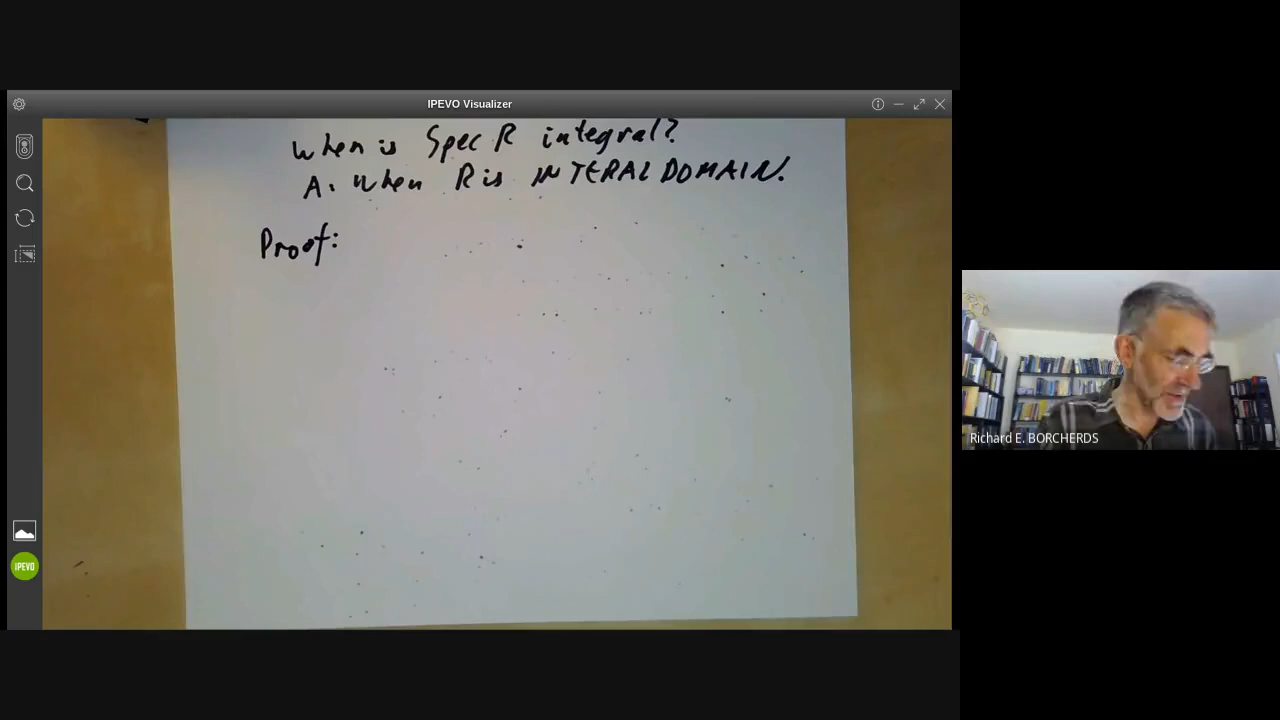 IPEVO Visualizer
When is Spec R integral?
A: When R is INTERAL DOMAIN.
Proof:
IPEVO
Richard E. BORCHERDS